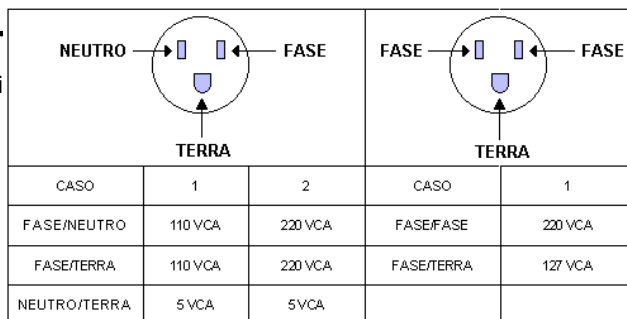 NEUTRO FASE FASE FASE
i
TERRA TERRA
CASO 1 2 CASO 1
FASE/NEUTRO 110 VCA 220 VCA FASE/FASE 220 VCA
FASE/TERRA 110 VCA 220 VCA FASE/TERRA 127 VCA
NEUTRO/TERRA 5 VCA 5 VCA